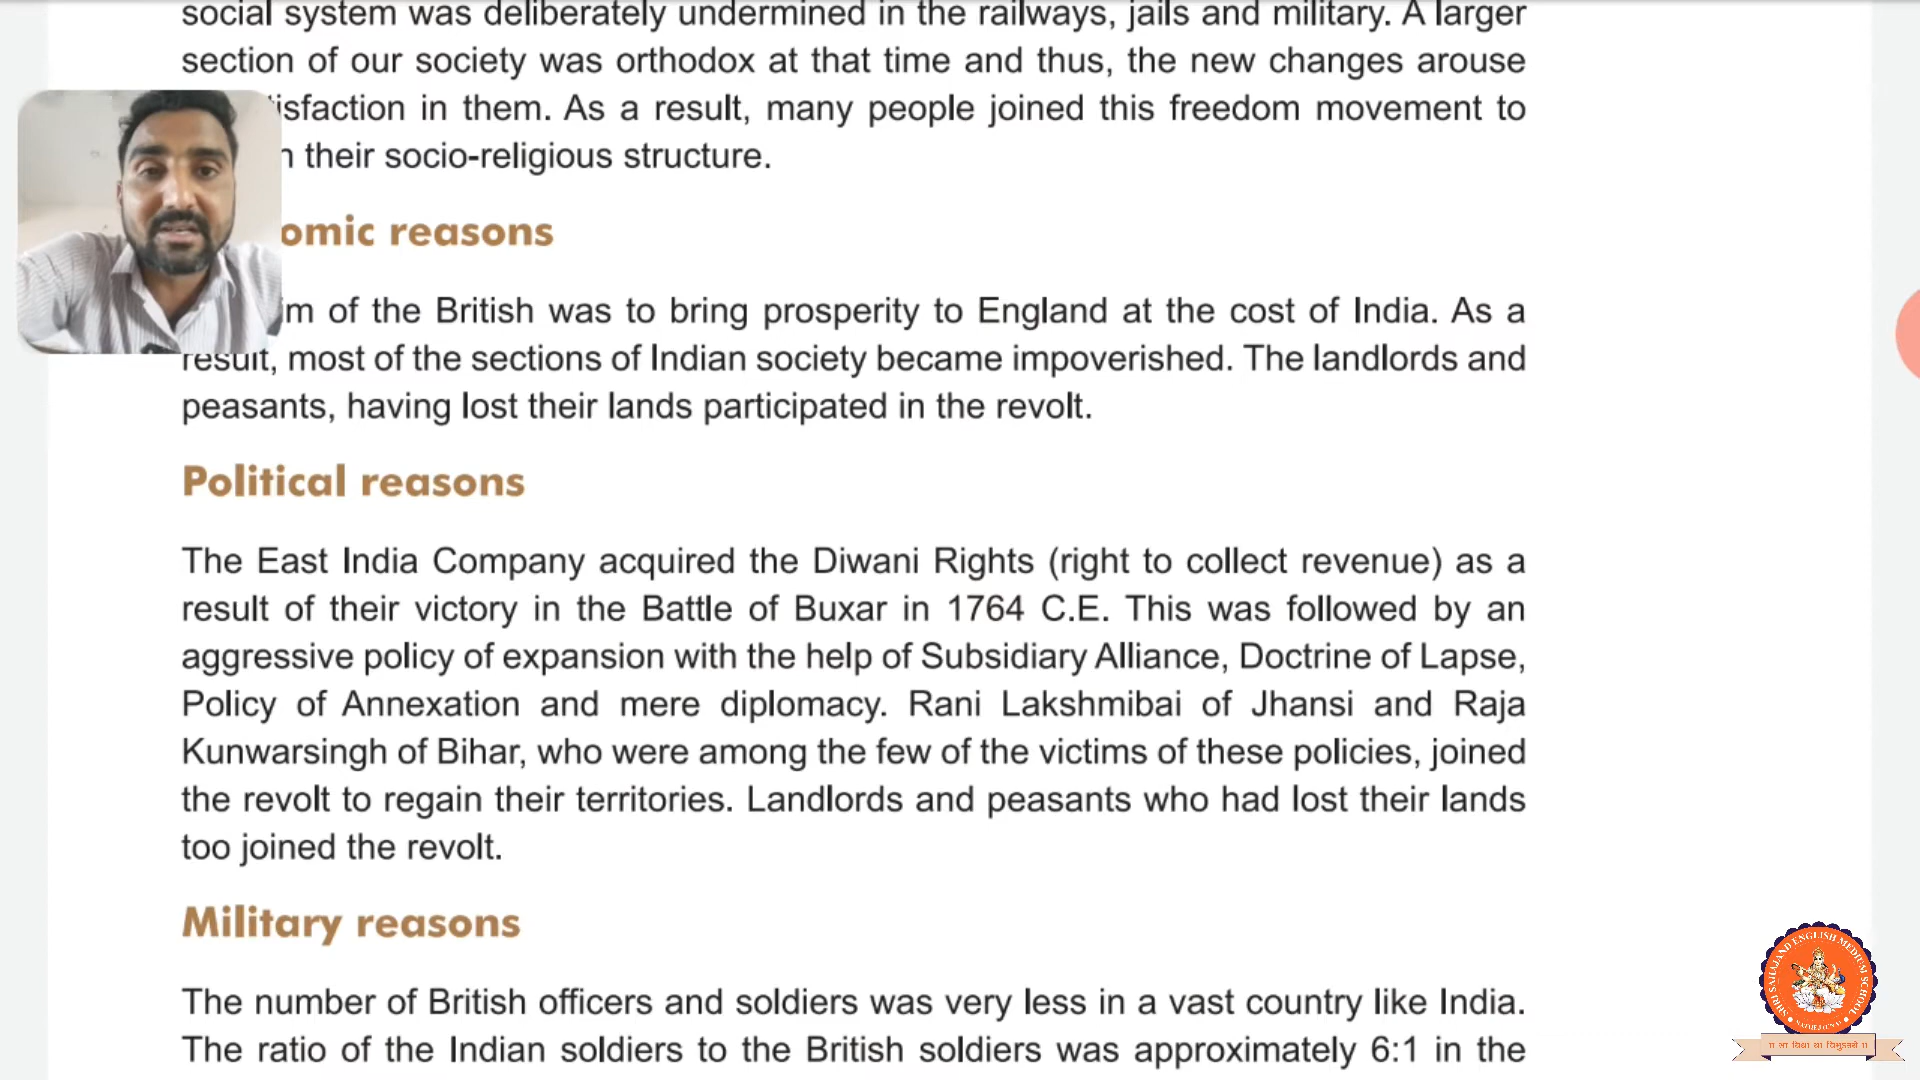 social system was deliberately undermined in the railways, jails and military. A larger
section of our society was orthodox at that time and thus, the new changes arouse
isfaction in them. As a result, many people joined this freedom movement to
n their socio-religious structure.
omic reasons
im of the British was to bring prosperity to England at the cost of India. As a
result, most of the sections of Indian society became impoverished. The landlords and
peasants, having lost their lands participated in the revolt.
Political reasons
The East India Company acquired the Diwani Rights (right to collect revenue) as a
result of their victory in the Battle of Buxar in 1764 C.E. This was followed by an
aggressive policy of expansion with the help of Subsidiary Alliance, Doctrine of Lapse,
Policy of Annexation and mere diplomacy. Rani Lakshmibai of Jhansi and Raja
Kunwarsingh of Bihar, who were among the few of the victims of these policies, joined
the revolt to regain their territories. Landlords and peasants who had lost their lands
too joined the revolt.
Military reasons
The number of British officers and soldiers was very less in a vast country like India.
The ratio of the Indian soldiers to the British soldiers was approximately 6:1 in the
SHRI SAHAJANAND ENGLISH MEDIUM SCHOOL
॥ सा विद्या या विमुक्तये ॥